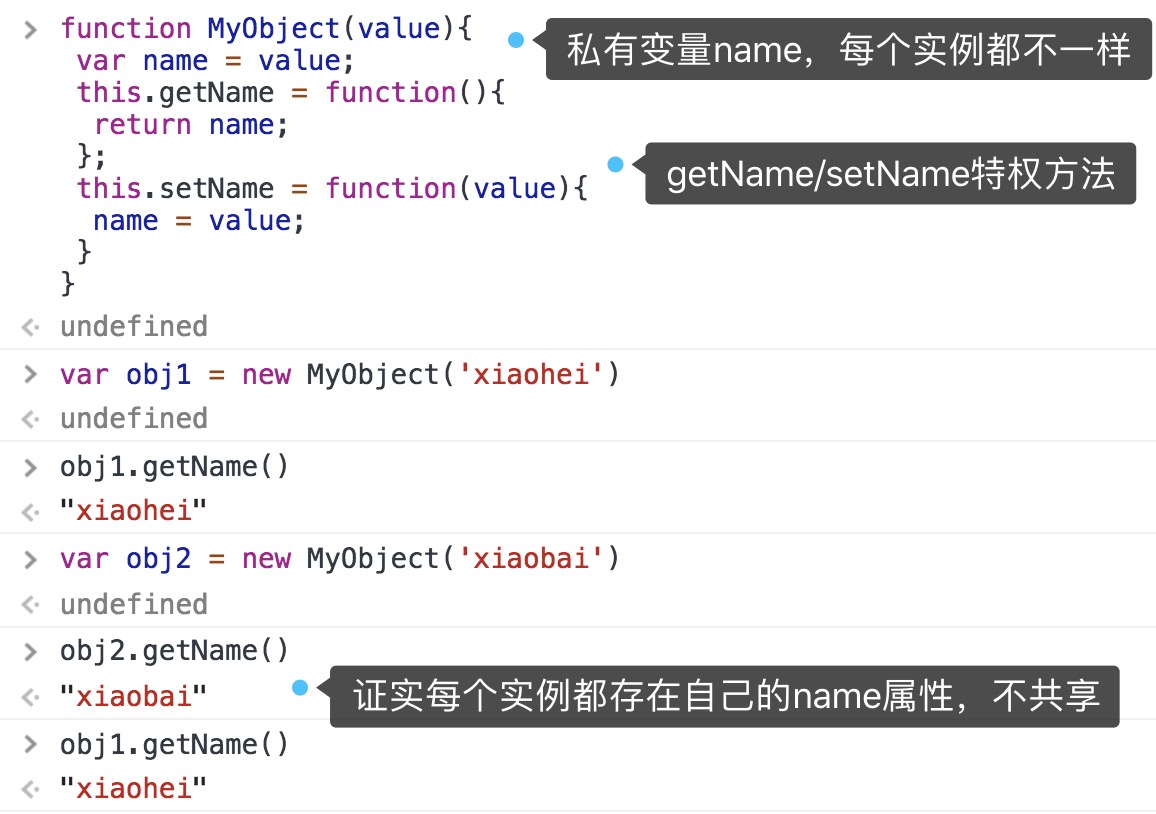 function MyObject(value){
私有变量name，每个实例都不一样
var name = value;
this.getName = function(){
return name;
};
getName/setName特权方法
this.setName = function(value){
name = value;
}
}
undefined
var obj1 = new MyObject('xiaohei')
undefined
obj1.getName()
"xiaohei"
var obj2 = new MyObject('xiaobai')
undefined
obj2.getName()
"xiaobai"
证实每个实例都存在自己的name属性，不共享
obj1.getName()
"xiaohei"